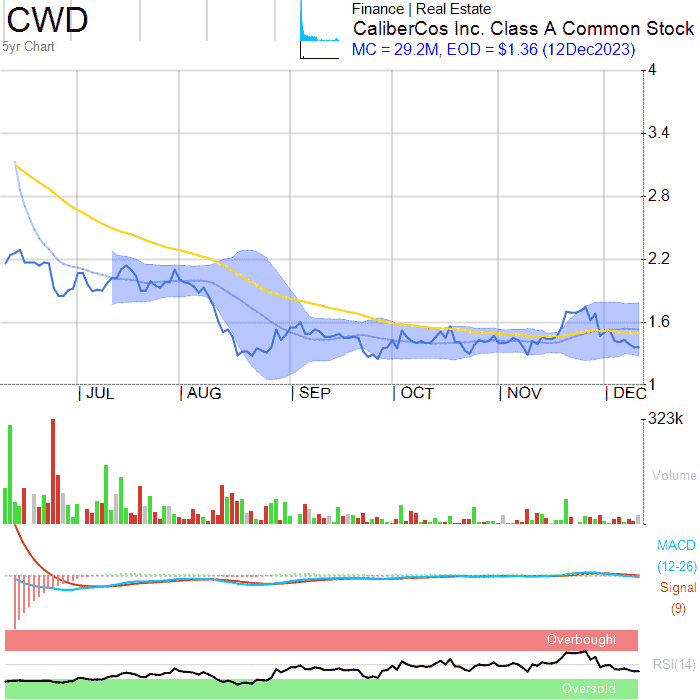 CWD
5yr Chart
Finance | Real Estate
CaliberCos Inc. Class A Common Stock
MC = 29.2M, EOD = $1.36 (12Dec2023)
4
3.4
2.8
2.2
1.6
1
| JUL | AUG | SEP | OCT | NOV | DEC
323k
Volume
MACD
(12-26)
Signal
(9)
Overbought
RSI(14)
Oversold